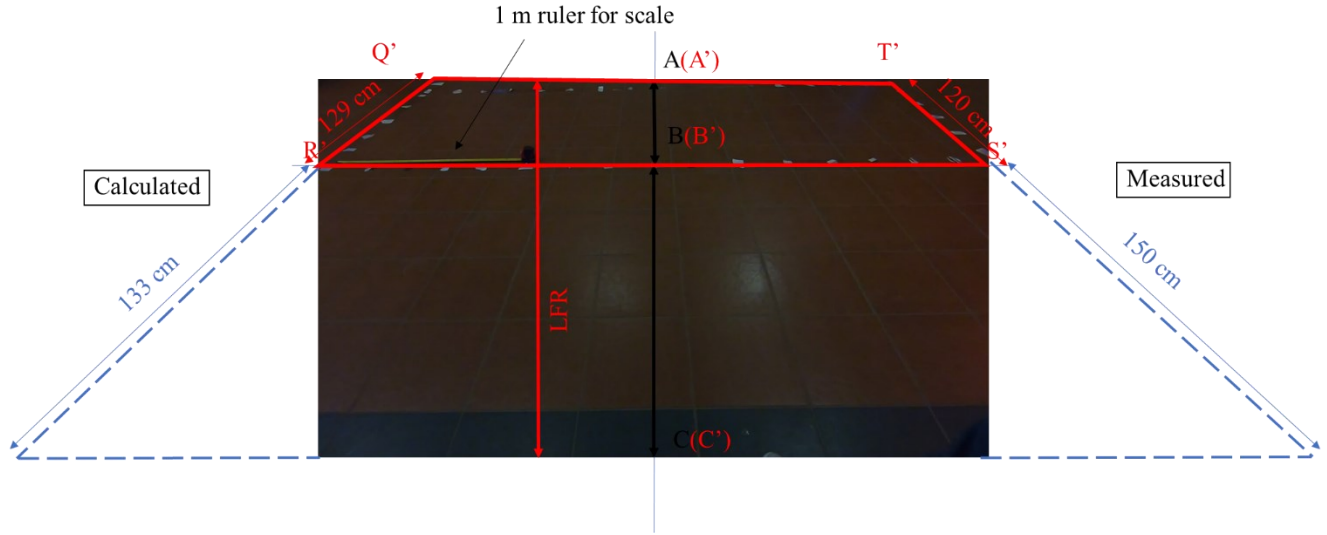 1 m ruler for scale
Q’
T’
A(A’)
129 cm
120 cm
B(B’)
R’
S’
Calculated
Measured
133 cm
150 cm
LFR
C(C’)